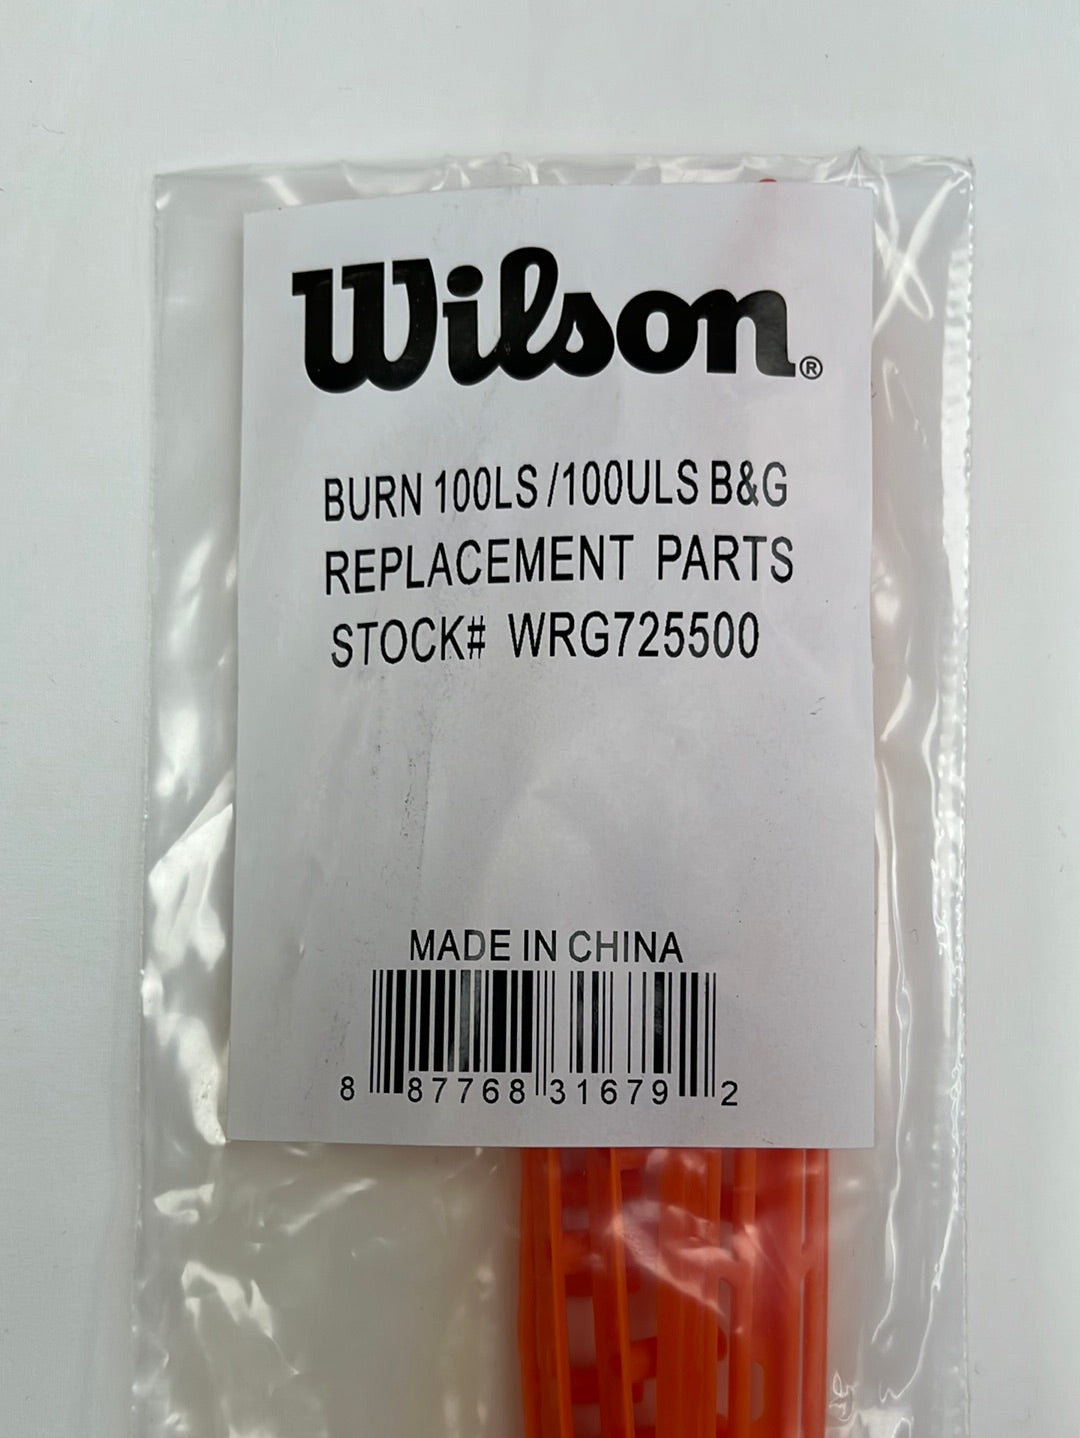 Wilson®
BURN 100LS /100ULS B&G
REPLACEMENT PARTS
STOCK# WRG725500
MADE IN CHINA
8 87768 31679 2